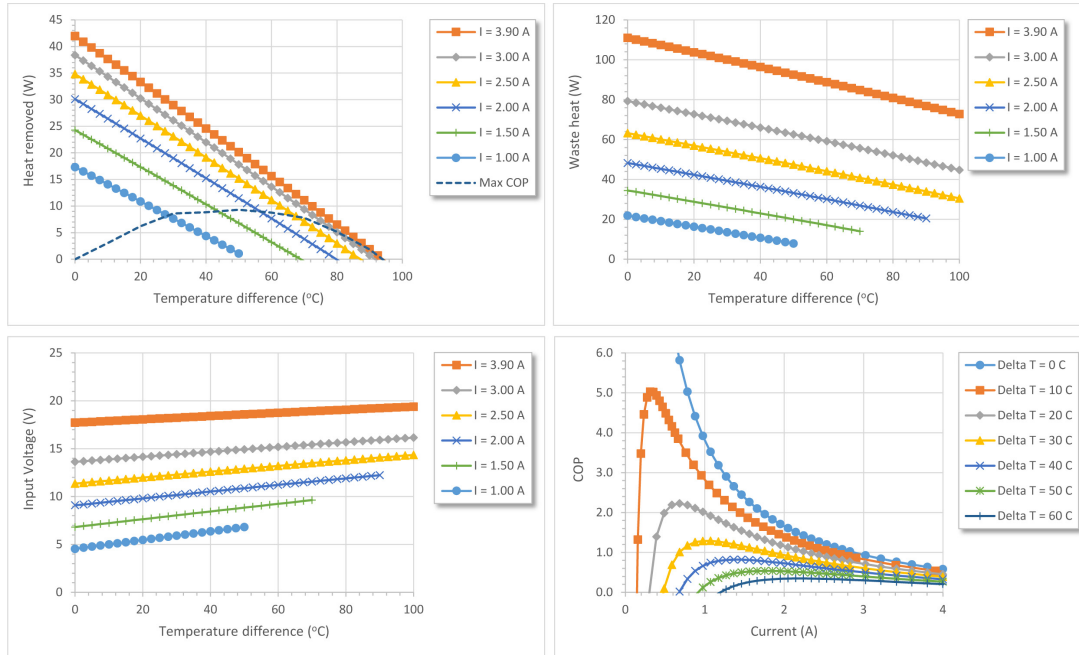 45
40
35
30
25
20
15
10
5
0
Heat removed (W)
0 20 40 60 80 100
Temperature difference (ºC)
I = 3.90 A
I = 3.00 A
I = 2.50 A
I = 2.00 A
I = 1.50 A
I = 1.00 A
Max COP
120
100
80
60
40
20
0
Waste heat (W)
0 20 40 60 80 100
Temperature difference (ºC)
I = 3.90 A
I = 3.00 A
I = 2.50 A
I = 2.00 A
I = 1.50 A
I = 1.00 A
25
20
15
10
5
0
Input Voltage (V)
0 20 40 60 80 100
Temperature difference (ºC)
I = 3.90 A
I = 3.00 A
I = 2.50 A
I = 2.00 A
I = 1.50 A
I = 1.00 A
6.0
5.0
4.0
3.0
2.0
1.0
0.0
COP
0 1 2 3 4
Current (A)
Delta T = 0 C
Delta T = 10 C
Delta T = 20 C
Delta T = 30 C
Delta T = 40 C
Delta T = 50 C
Delta T = 60 C